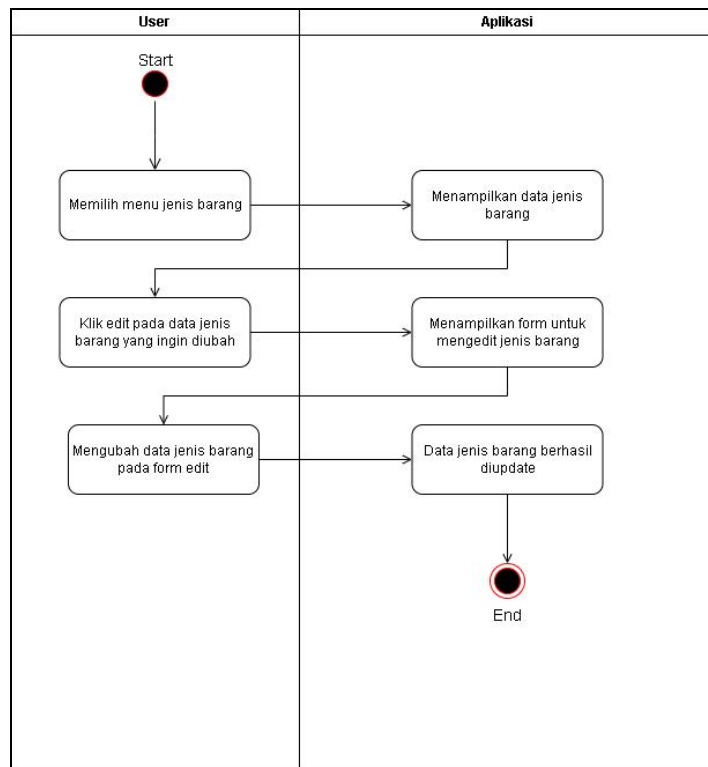 User
Aplikasi
Start
Memilih menu jenis barang
Menampilkan data jenis
barang
Klik edit pada data jenis
barang yang ingin diubah
Menampilkan form untuk
mengedit jenis barang
Mengubah data jenis barang
pada form edit
Data jenis barang berhasil
diupdate
End